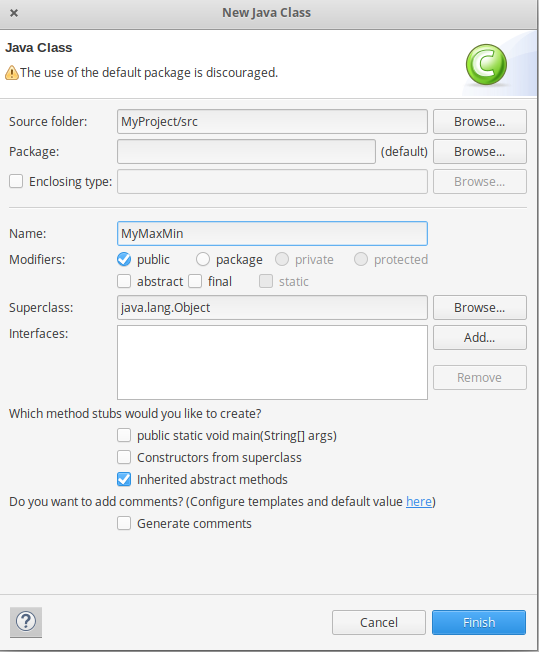 New Java Class
Java Class
The use of the default package is discouraged.
Source folder: MyProject/src Browse...
Package: (default) Browse...
Enclosing type: Browse...
Name: MyMaxMin
Modifiers: public package private protected
abstract final static
Superclass: java.lang.Object Browse...
Interfaces: Add...
Remove
Which method stubs would you like to create?
public static void main(String[] args)
Constructors from superclass
Inherited abstract methods
Do you want to add comments? (Configure templates and default value here)
Generate comments
? Cancel Finish